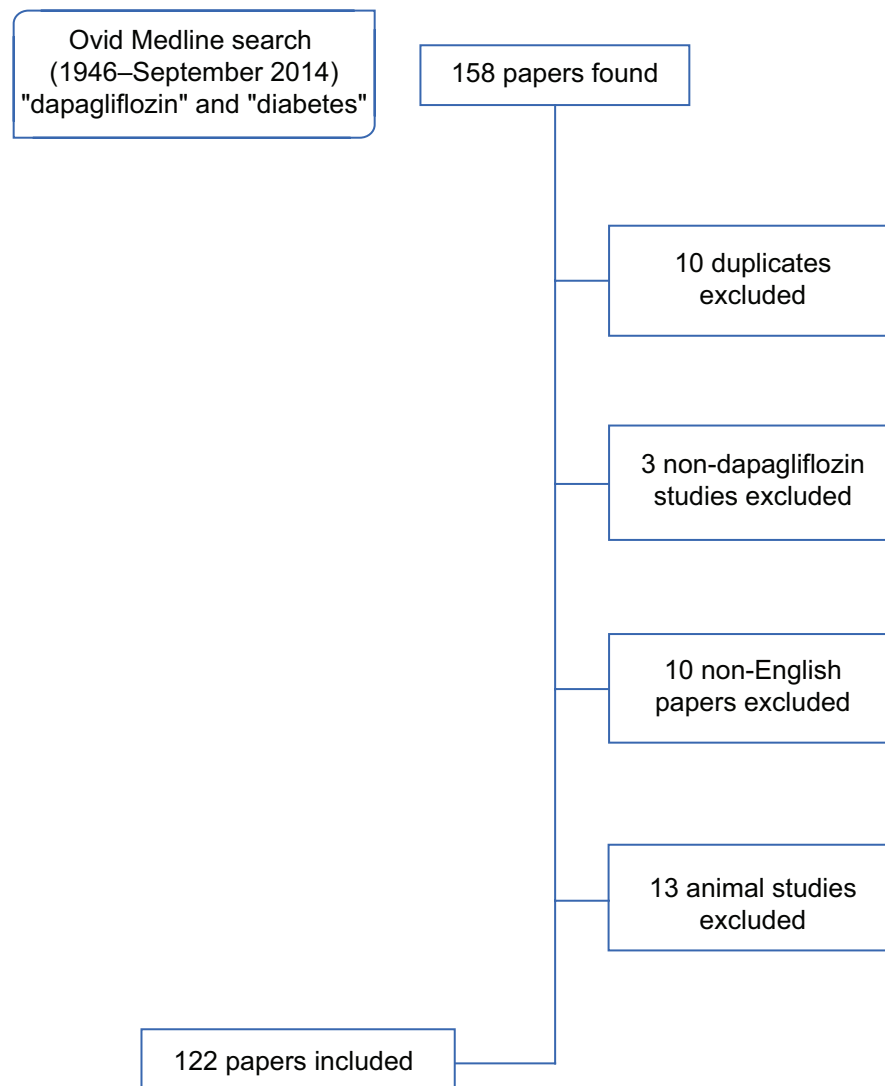 Ovid Medline search
(1946–September 2014)
"dapagliflozin" and "diabetes"
158 papers found
10 duplicates
excluded
3 non-dapagliflozin
studies excluded
10 non-English
papers excluded
13 animal studies
excluded
122 papers included